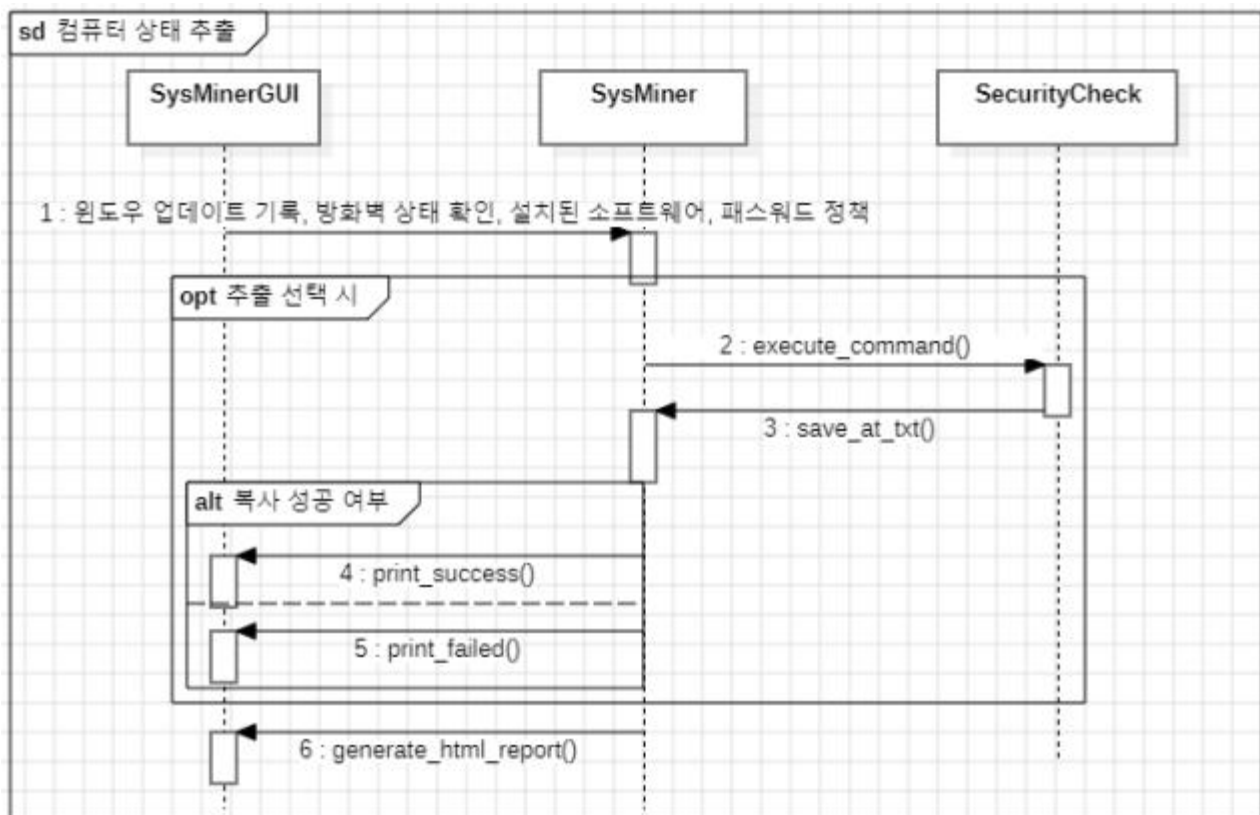 sd 컴퓨터 상태 추출
SysMinerGUI
SysMiner
SecurityCheck
1 : 윈도우 업데이트 기록, 방화벽 상태 확인, 설치된 소프트웨어, 패스워드 정책
opt 추출 선택 시
2 : execute_command()
3 : save_at_txt()
alt 복사 성공 여부
4 : print_success()
5 : print_failed()
6 : generate_html_report()